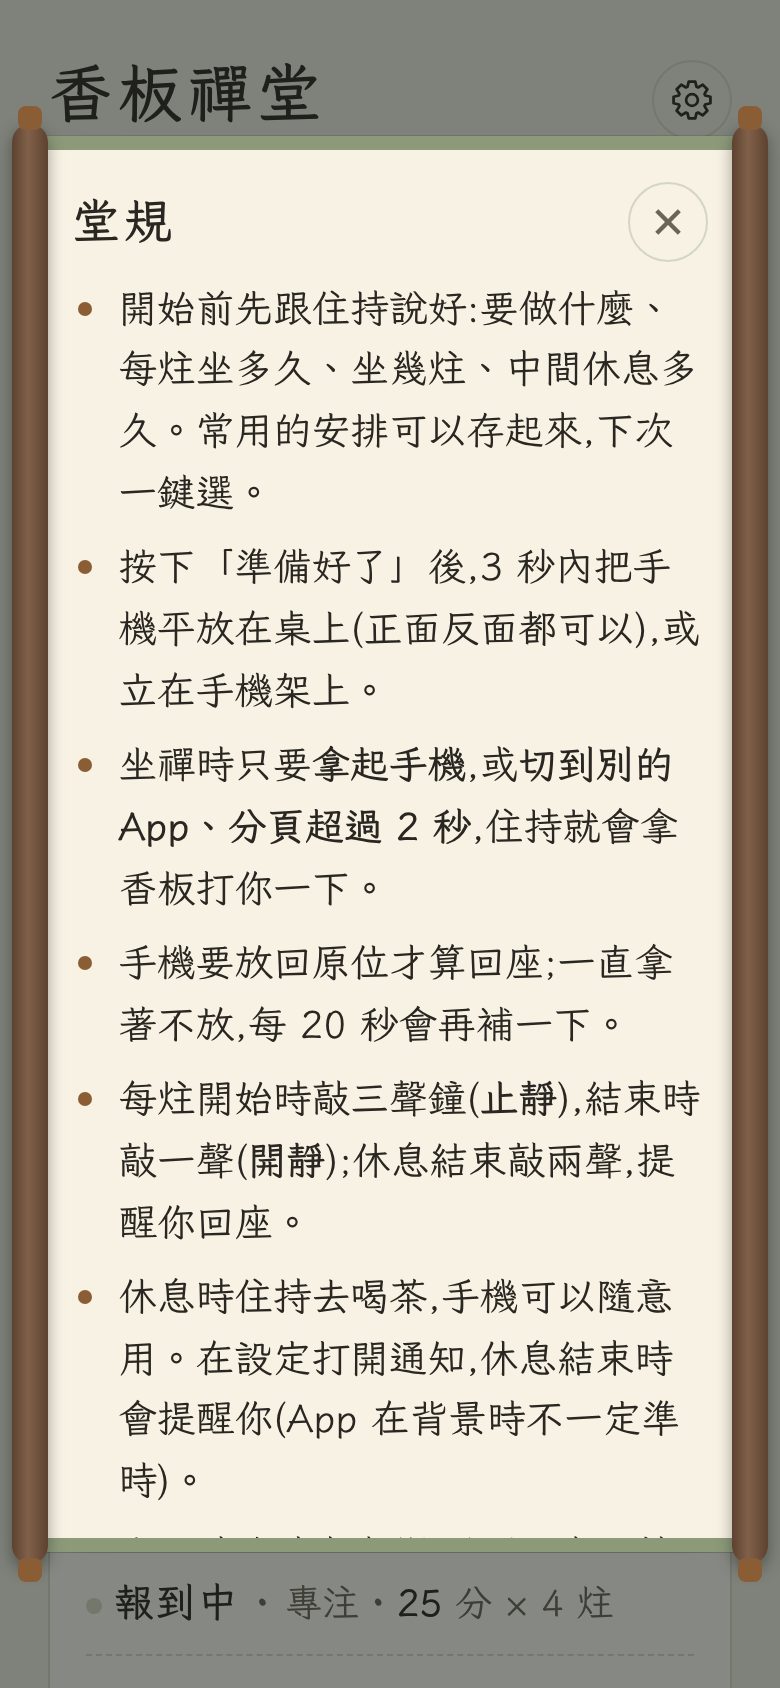 香板禪堂
堂規
開始前先跟住持說好:要做什麼、
每炷坐多久、坐幾炷、中間休息多
久。常用的安排可以存起來,下次
一鍵選。
按下「準備好了」後,3 秒內把手
機平放在桌上(正面反面都可以),或
立在手機架上。
坐禪時只要拿起手機,或切到別的
App、分頁超過 2 秒,住持就會拿
香板打你一下。
手機要放回原位才算回座;一直拿
著不放,每 20 秒會再補一下。
每炷開始時敲三聲鐘(止靜),結束時
敲一聲(開靜);休息結束敲兩聲,提
醒你回座。
休息時住持去喝茶,手機可以隨意
用。在設定打開通知,休息結束時
會提醒你(App 在背景時不一定準
時)。
報到中 · 專注 · 25 分 × 4 炷